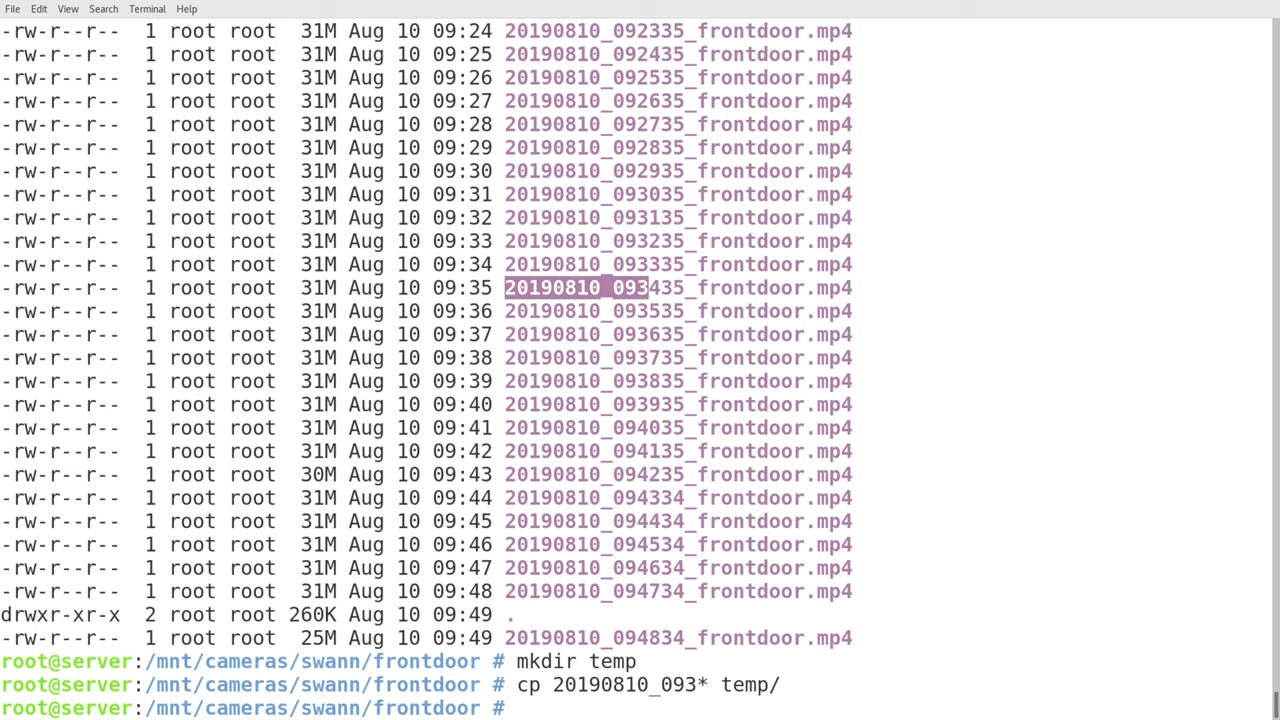 File Edit View Search Terminal Help
-rw-r--r-- 1 root root 31M Aug 10 09:24 20190810_092335_frontdoor.mp4
-rw-r--r-- 1 root root 31M Aug 10 09:25 20190810_092435_frontdoor.mp4
-rw-r--r-- 1 root root 31M Aug 10 09:26 20190810_092535_frontdoor.mp4
-rw-r--r-- 1 root root 31M Aug 10 09:27 20190810_092635_frontdoor.mp4
-rw-r--r-- 1 root root 31M Aug 10 09:28 20190810_092735_frontdoor.mp4
-rw-r--r-- 1 root root 31M Aug 10 09:29 20190810_092835_frontdoor.mp4
-rw-r--r-- 1 root root 31M Aug 10 09:30 20190810_092935_frontdoor.mp4
-rw-r--r-- 1 root root 31M Aug 10 09:31 20190810_093035_frontdoor.mp4
-rw-r--r-- 1 root root 31M Aug 10 09:32 20190810_093135_frontdoor.mp4
-rw-r--r-- 1 root root 31M Aug 10 09:33 20190810_093235_frontdoor.mp4
-rw-r--r-- 1 root root 31M Aug 10 09:34 20190810_093335_frontdoor.mp4
-rw-r--r-- 1 root root 31M Aug 10 09:35 20190810_093435_frontdoor.mp4
-rw-r--r-- 1 root root 31M Aug 10 09:36 20190810_093535_frontdoor.mp4
-rw-r--r-- 1 root root 31M Aug 10 09:37 20190810_093635_frontdoor.mp4
-rw-r--r-- 1 root root 31M Aug 10 09:38 20190810_093735_frontdoor.mp4
-rw-r--r-- 1 root root 31M Aug 10 09:39 20190810_093835_frontdoor.mp4
-rw-r--r-- 1 root root 31M Aug 10 09:40 20190810_093935_frontdoor.mp4
-rw-r--r-- 1 root root 31M Aug 10 09:41 20190810_094035_frontdoor.mp4
-rw-r--r-- 1 root root 31M Aug 10 09:42 20190810_094135_frontdoor.mp4
-rw-r--r-- 1 root root 30M Aug 10 09:43 20190810_094235_frontdoor.mp4
-rw-r--r-- 1 root root 31M Aug 10 09:44 20190810_094334_frontdoor.mp4
-rw-r--r-- 1 root root 31M Aug 10 09:45 20190810_094434_frontdoor.mp4
-rw-r--r-- 1 root root 31M Aug 10 09:46 20190810_094534_frontdoor.mp4
-rw-r--r-- 1 root root 31M Aug 10 09:47 20190810_094634_frontdoor.mp4
-rw-r--r-- 1 root root 31M Aug 10 09:48 20190810_094734_frontdoor.mp4
drwxr-xr-x 2 root root 260K Aug 10 09:49 .
-rw-r--r-- 1 root root 25M Aug 10 09:49 20190810_094834_frontdoor.mp4
root@server:/mnt/cameras/swann/frontdoor # mkdir temp
root@server:/mnt/cameras/swann/frontdoor # cp 20190810_093* temp/
root@server:/mnt/cameras/swann/frontdoor #